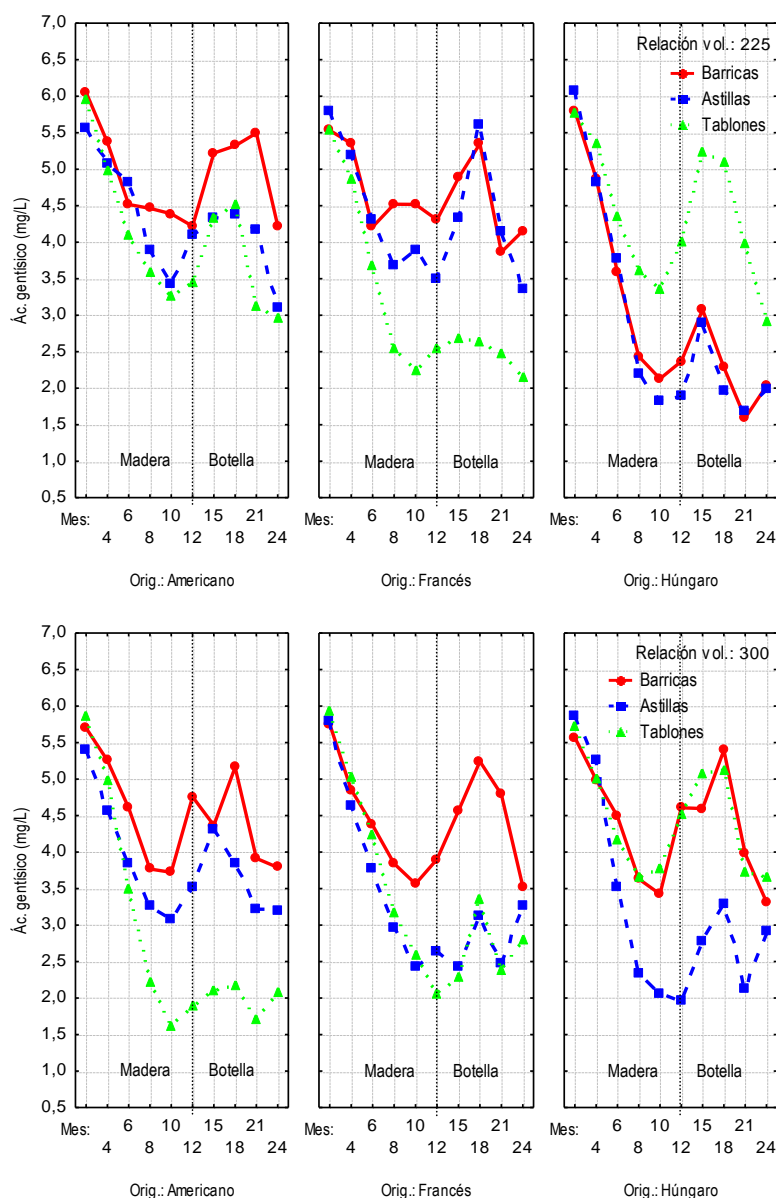 7,0
6,5
6,0
5,5
5,0
4,5
4,0
3,5
3,0
2,5
2,0
1,5
1,0
0,5
Ác. gentísico (mg/L)
Relación vol.: 225
Barricas
Astillas
Tablones
Madera Botella Madera Botella Madera Botella
Mes: 6 10 15 21 6 10 15 21 6 10 15 21
4 8 12 18 24 4 8 12 18 24 4 8 12 18 24
Orig.: Americano Orig.: Francés Orig.: Húngaro
7,0
6,5
6,0
5,5
5,0
4,5
4,0
3,5
3,0
2,5
2,0
1,5
1,0
0,5
Ác. gentísico (mg/L)
Relación vol.: 300
Barricas
Astillas
Tablones
Madera Botella Madera Botella Madera Botella
Mes: 6 10 15 21 6 10 15 21 6 10 15 21
4 8 12 18 24 4 8 12 18 24 4 8 12 18 24
Orig.: Americano Orig.: Francés Orig.: Húngaro